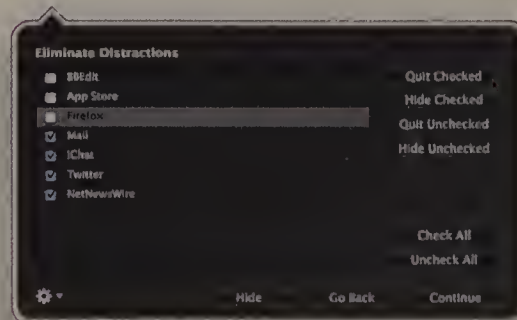 Eliminate Distractions
BBEdit
App Store
Firefox
Mail
iChat
Twitter
NetNewsWire
Quit Checked
Hide Checked
Quit Unchecked
Hide Unchecked
Check All
Uncheck All
Hide Go Back Continue